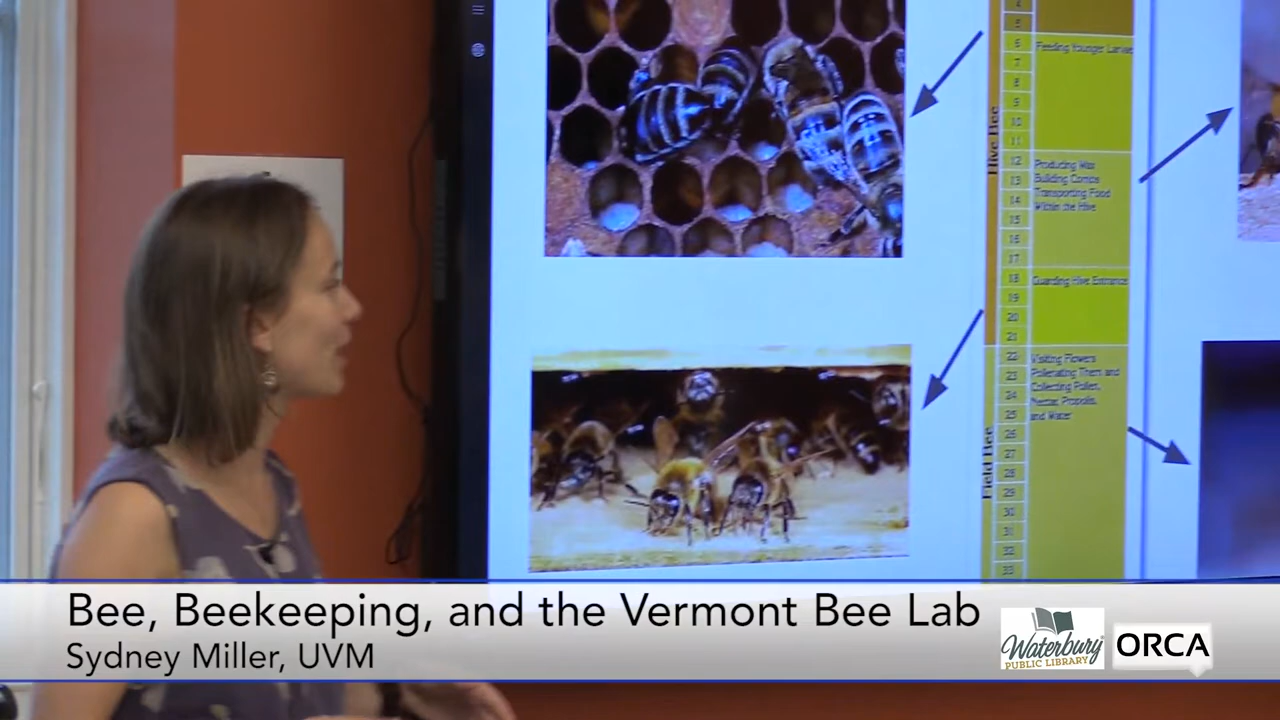 4
5
6
Feeding Younger Larvae
7
8
9
10
11
12
Producing Wax
Building Combs
13
Transporting Food
14
Within the Hive
15
16
17
18
Guarding Hive Entrance
19
20
21
22
Visiting Flowers
Pollenating Them and
23
Collecting Pollen,
24
Nectar, Propolis,
25
and Water
26
27
28
29
30
31
32
33
Hive Bee
Field Bee
Bee, Beekeeping, and the Vermont Bee Lab
Sydney Miller, UVM
Waterbury
PUBLIC LIBRARY
ORCA